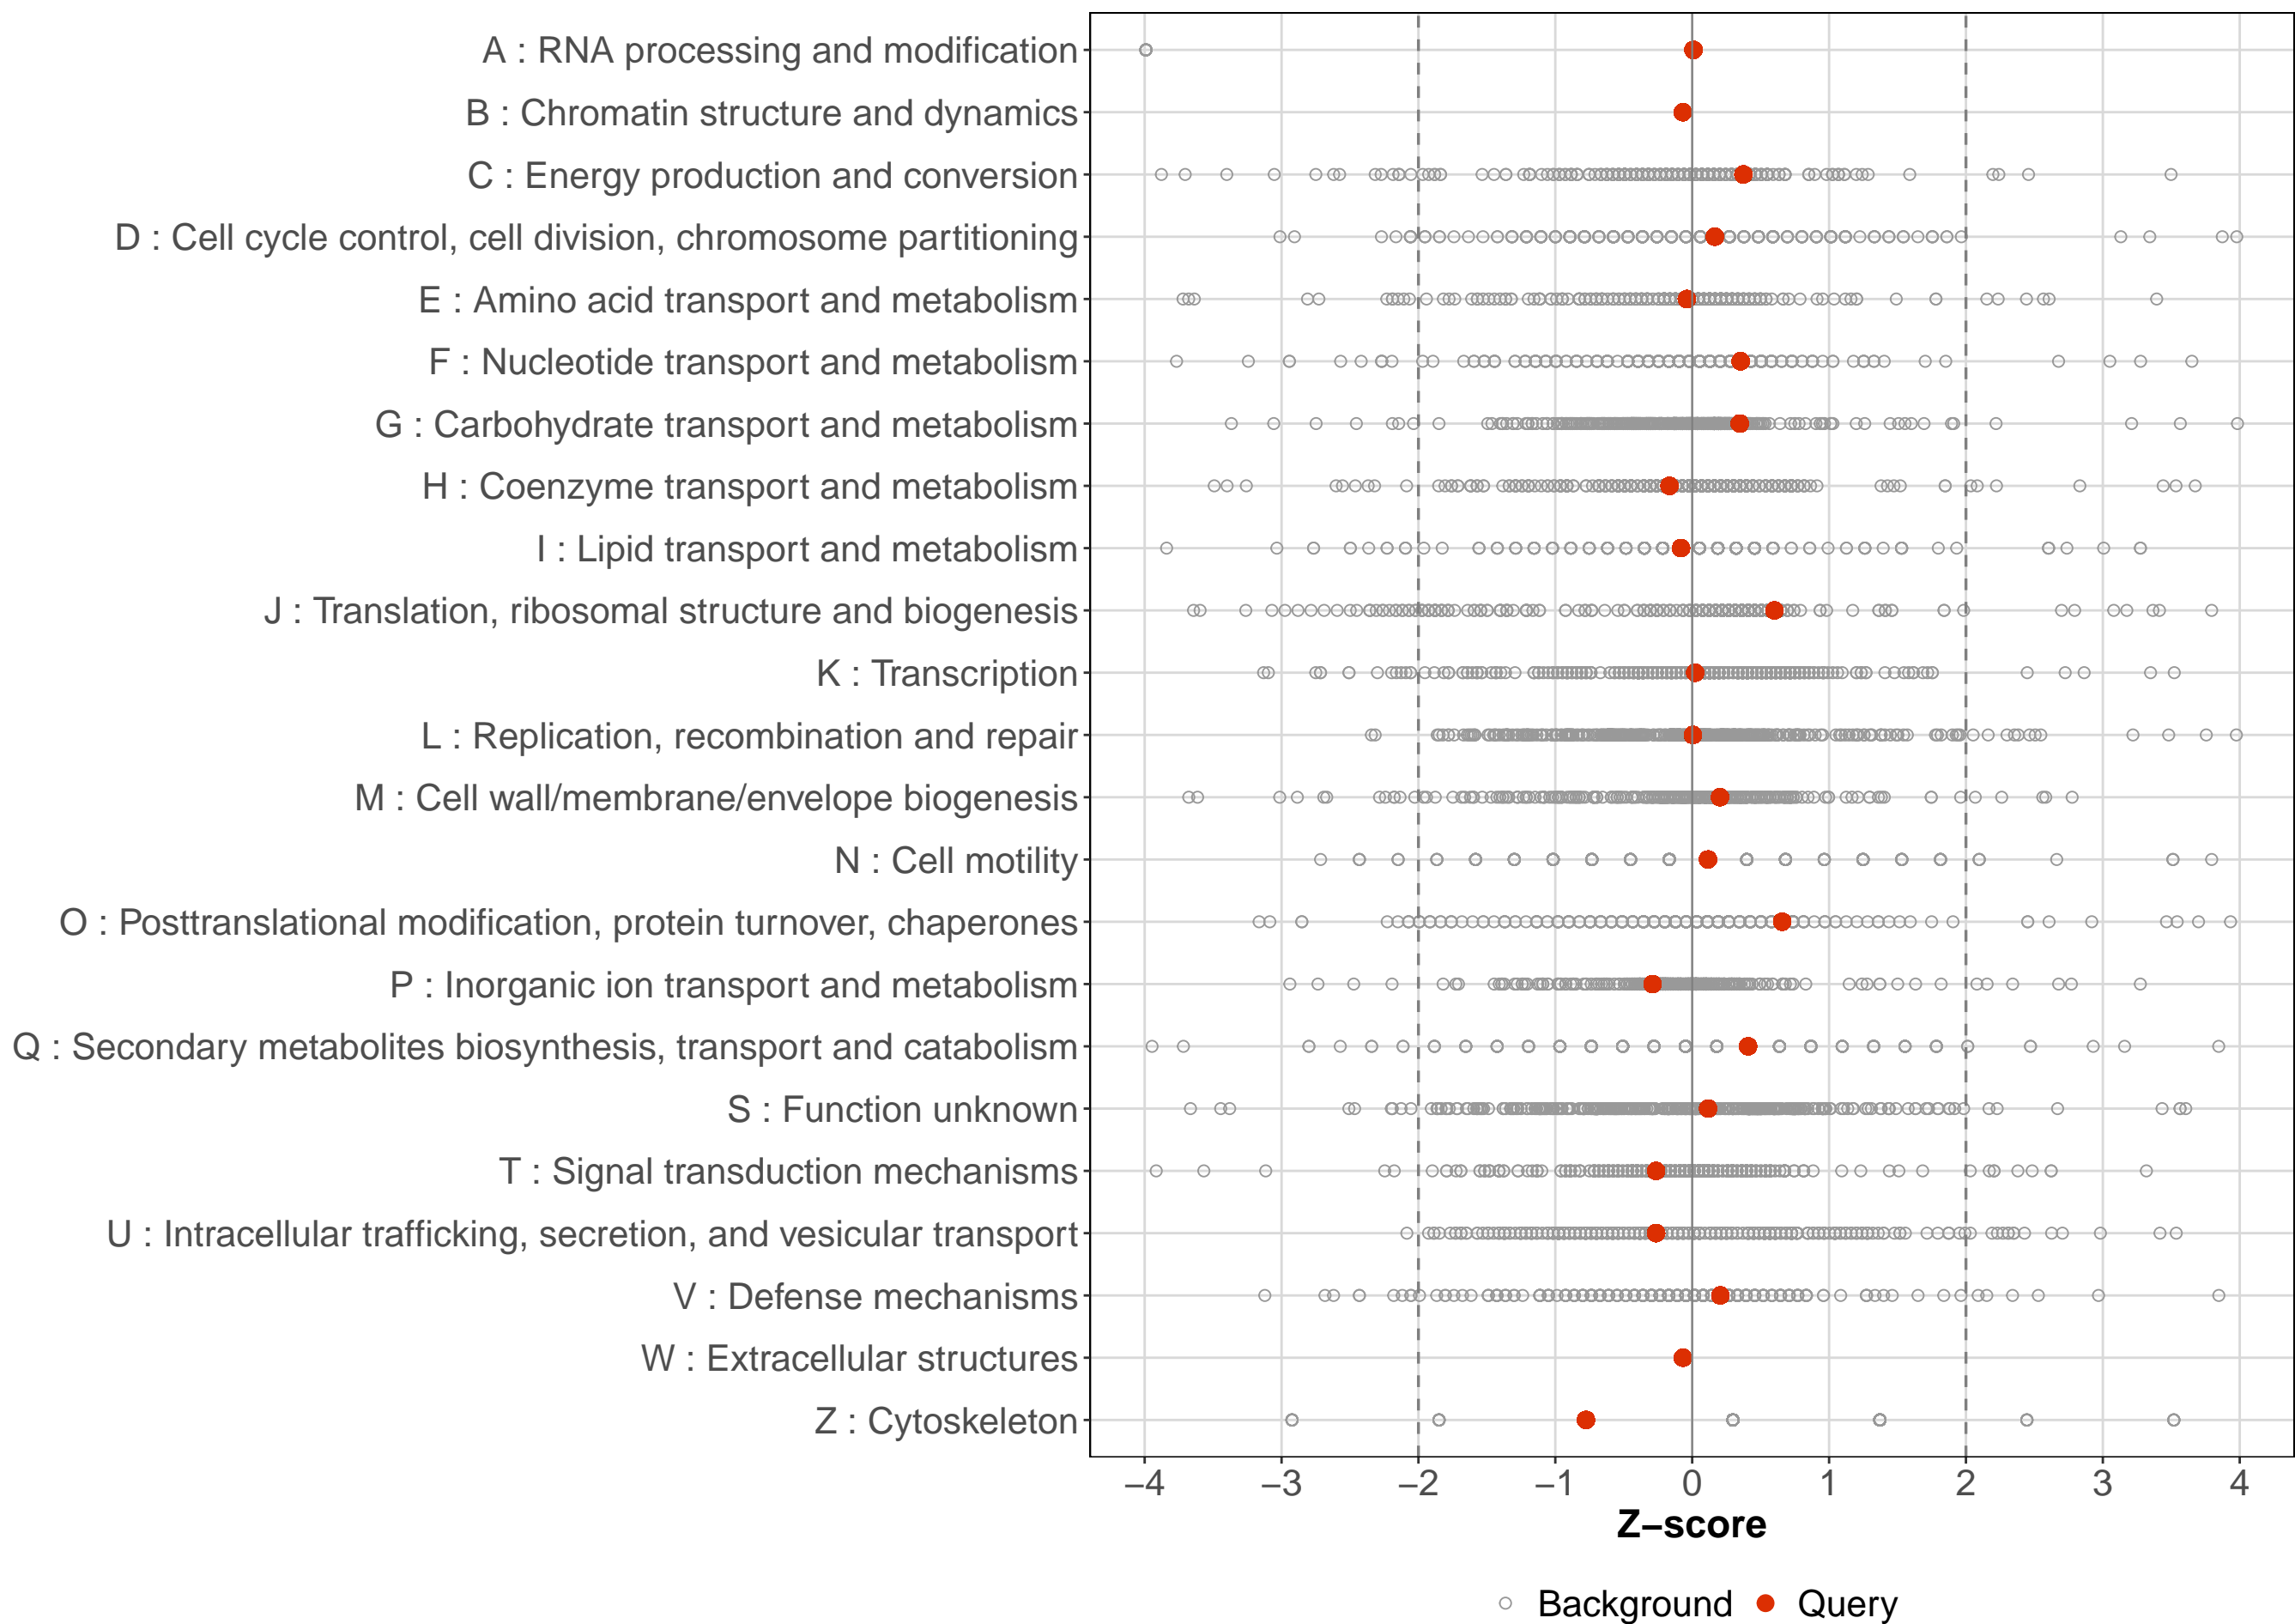 A : RNA processing and modification
B : Chromatin structure and dynamics
C : Energy production and conversion
D : Cell cycle control, cell division, chromosome partitioning
E : Amino acid transport and metabolism
F : Nucleotide transport and metabolism
G : Carbohydrate transport and metabolism
H : Coenzyme transport and metabolism
I : Lipid transport and metabolism
J : Translation, ribosomal structure and biogenesis
K : Transcription
L : Replication, recombination and repair
M : Cell wall/membrane/envelope biogenesis
N : Cell motility
O : Posttranslational modification, protein turnover, chaperones
P : Inorganic ion transport and metabolism
Q : Secondary metabolites biosynthesis, transport and catabolism
S : Function unknown
T : Signal transduction mechanisms
U : Intracellular trafficking, secretion, and vesicular transport
V : Defense mechanisms
W : Extracellular structures
Z : Cytoskeleton
−4 −3 −2 −1 0 1 2 3 4
Z−score
Background Query